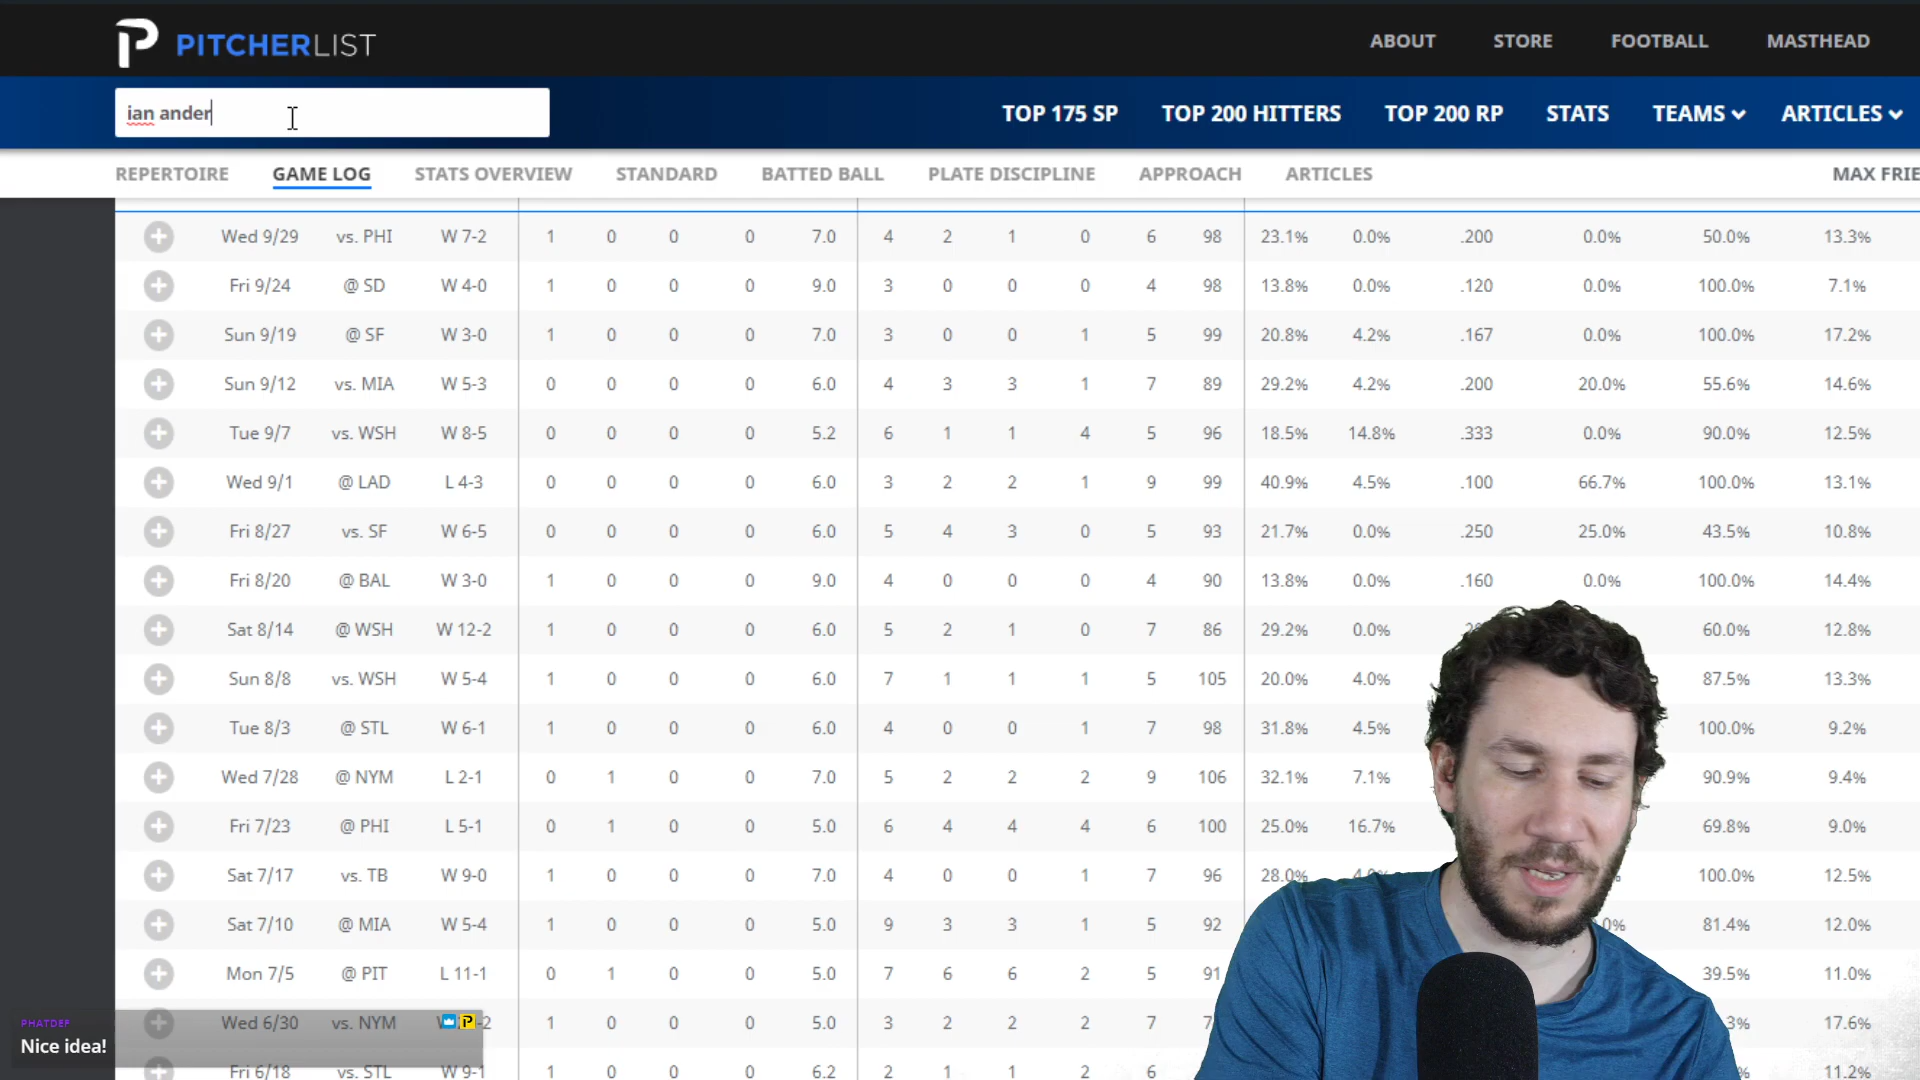 PITCHERLIST
ABOUT STORE FOOTBALL MASTHEAD
ian ander
TOP 175 SP TOP 200 HITTERS TOP 200 RP STATS TEAMS ARTICLES
REPERTOIRE GAME LOG STATS OVERVIEW STANDARD BATTED BALL PLATE DISCIPLINE APPROACH ARTICLES MAX FRIE
Wed 9/29 vs. PHI W 7-2 1 0 0 0 7.0 4 2 1 0 6 98 23.1% 0.0% .200 0.0% 50.0% 13.3%
Fri 9/24 @ SD W 4-0 1 0 0 0 9.0 3 0 0 0 4 98 13.8% 0.0% .120 0.0% 100.0% 7.1%
Sun 9/19 @ SF W 3-0 1 0 0 0 7.0 3 0 0 1 5 99 20.8% 4.2% .167 0.0% 100.0% 17.2%
Sun 9/12 vs. MIA W 5-3 0 0 0 0 6.0 4 3 3 1 7 89 29.2% 4.2% .200 20.0% 55.6% 14.6%
Tue 9/7 vs. WSH W 8-5 0 0 0 0 5.2 6 1 1 4 5 96 18.5% 14.8% .333 0.0% 90.0% 12.5%
Wed 9/1 @ LAD L 4-3 0 0 0 0 6.0 3 2 2 1 9 99 40.9% 4.5% .100 66.7% 100.0% 13.1%
Fri 8/27 vs. SF W 6-5 0 0 0 0 6.0 5 4 3 0 5 93 21.7% 0.0% .250 25.0% 43.5% 10.8%
Fri 8/20 @ BAL W 3-0 1 0 0 0 9.0 4 0 0 0 4 90 13.8% 0.0% .160 0.0% 100.0% 14.4%
Sat 8/14 @ WSH W 12-2 1 0 0 0 6.0 5 2 1 0 7 86 29.2% 0.0% 60.0% 12.8%
Sun 8/8 vs. WSH W 5-4 1 0 0 0 6.0 7 1 1 1 5 105 20.0% 4.0% 87.5% 13.3%
Tue 8/3 @ STL W 6-1 1 0 0 0 6.0 4 0 0 1 7 98 31.8% 4.5% 100.0% 9.2%
Wed 7/28 @ NYM L 2-1 0 1 0 0 7.0 5 2 2 2 9 106 32.1% 7.1% 90.9% 9.4%
Fri 7/23 @ PHI L 5-1 0 1 0 0 5.0 6 4 4 4 6 100 25.0% 16.7% 69.8% 9.0%
Sat 7/17 vs. TB W 9-0 1 0 0 0 7.0 4 0 0 1 7 96 28.0% 100.0% 12.5%
Sat 7/10 @ MIA W 5-4 1 0 0 0 5.0 9 3 3 1 5 92 81.4% 12.0%
Mon 7/5 @ PIT L 11-1 0 1 0 0 5.0 7 6 6 2 5 91 39.5% 11.0%
Wed 6/30 vs. NYM 1 0 0 0 5.0 3 2 2 2 7 17.6%
Fri 6/18 vs. STL W 9-1 1 0 0 0 6.2 2 1 1 2 6 11.2%
PHATDEF
Nice idea!